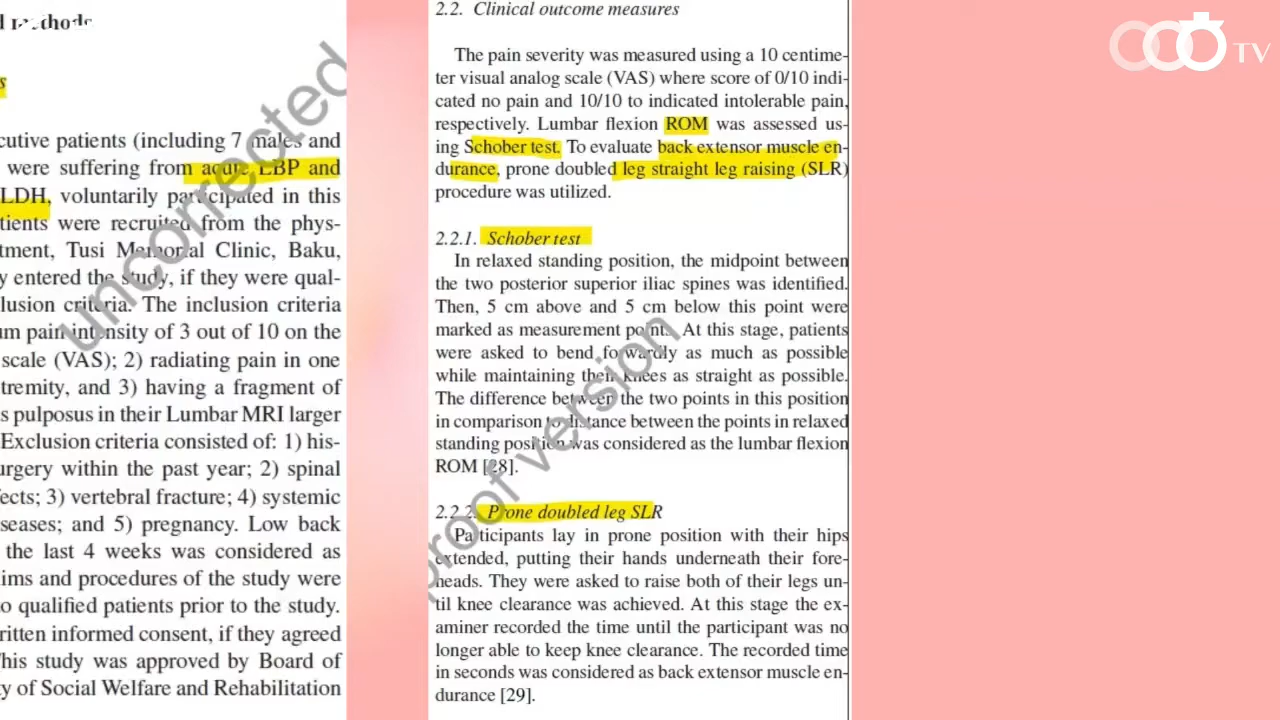 d methods
s
cutive patients (including 7 males and
were suffering from acute LBP and
LDH, voluntarily participated in this
tients were recruited from the phys-
tment, Tusi Memorial Clinic, Baku,
y entered the study, if they were qual-
clusion criteria. The inclusion criteria
um pain intensity of 3 out of 10 on the
scale (VAS); 2) radiating pain in one
tremity, and 3) having a fragment of
s pulposus in their Lumbar MRI larger
Exclusion criteria consisted of: 1) his-
urgery within the past year; 2) spinal
fects; 3) vertebral fracture; 4) systemic
seases; and 5) pregnancy. Low back
the last 4 weeks was considered as
ims and procedures of the study were
o qualified patients prior to the study.
ritten informed consent, if they agreed
This study was approved by Board of
y of Social Welfare and Rehabilitation
uncorrected
2.2. Clinical outcome measures
The pain severity was measured using a 10 centime-
ter visual analog scale (VAS) where score of 0/10 indi-
cated no pain and 10/10 to indicated intolerable pain,
respectively. Lumbar flexion ROM was assessed us-
ing Schober test. To evaluate back extensor muscle en-
durance, prone doubled leg straight leg raising (SLR)
procedure was utilized.
2.2.1. Schober test
In relaxed standing position, the midpoint between
the two posterior superior iliac spines was identified.
Then, 5 cm above and 5 cm below this point were
marked as measurement points. At this stage, patients
were asked to bend forwardly as much as possible
while maintaining their knees as straight as possible.
The difference between the two points in this position
in comparison to distance between the points in relaxed
standing position was considered as the lumbar flexion
ROM [28].
2.2.2. Prone doubled leg SLR
Participants lay in prone position with their hips
extended, putting their hands underneath their fore-
heads. They were asked to raise both of their legs un-
til knee clearance was achieved. At this stage the ex-
aminer recorded the time until the participant was no
longer able to keep knee clearance. The recorded time
in seconds was considered as back extensor muscle en-
durance [29].
proof version
TV